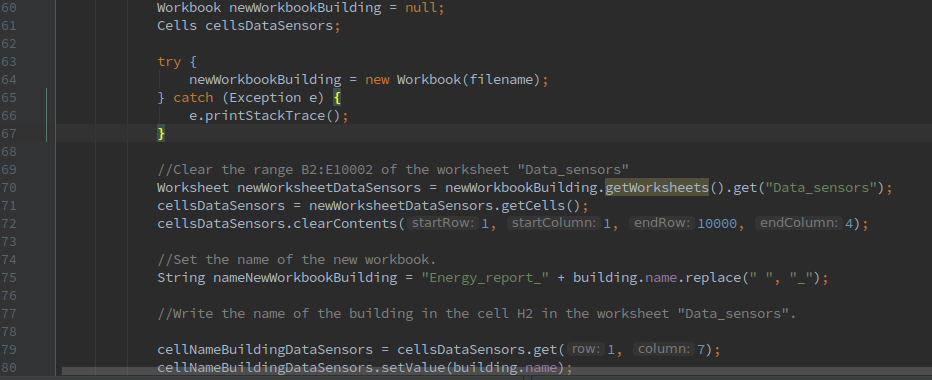 60 Workbook newWorkbookBuilding = null;
61 Cells cellsDataSensors;
62
63 try {
64 newWorkbookBuilding = new Workbook(filename);
65 } catch (Exception e) {
66 e.printStackTrace();
67 }
68
69 //Clear the range B2:E10002 of the worksheet "Data_sensors"
70 Worksheet newWorksheetDataSensors = newWorkbookBuilding.getWorksheets().get("Data_sensors");
71 cellsDataSensors = newWorksheetDataSensors.getCells();
72 cellsDataSensors.clearContents( startRow: 1, startColumn: 1, endRow: 10000, endColumn: 4);
73
74 //Set the name of the new workbook.
75 String nameNewWorkbookBuilding = "Energy_report_" + building.name.replace(" ", "_");
76
77 //Write the name of the building in the cell H2 in the worksheet "Data_sensors".
78
79 cellNameBuildingDataSensors = cellsDataSensors.get( row: 1, column: 7);
80 cellNameBuildingDataSensors.setValue(building.name);